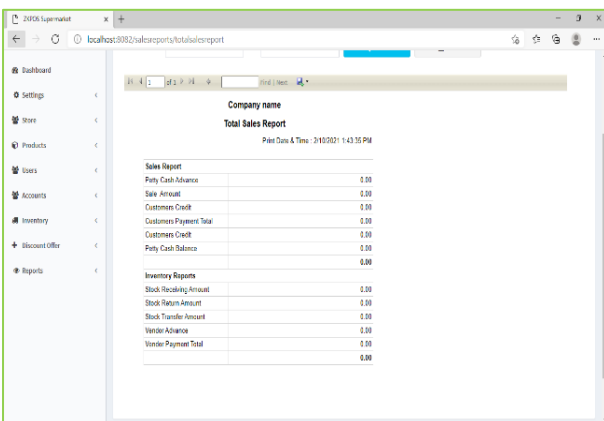 ZKPOS Supermarket
localhost:8082/salesreports/totalsalesreport
Dashboard
Settings
Store
Products
Users
Accounts
Inventory
Discount Offer
Reports
1 of 1 Find | Next
Company name
Total Sales Report
Print Date & Time : 2/10/2021 1:43:35 PM
Sales Report
Petty Cash Advance 0.00
Sale Amount 0.00
Customers Credit 0.00
Customers Payment Total 0.00
Customers Credit 0.00
Petty Cash Balance 0.00
0.00
Inventory Reports
Stock Receiving Amount 0.00
Stock Return Amount 0.00
Stock Transfer Amount 0.00
Vender Advance 0.00
Vender Payment Total 0.00
0.00